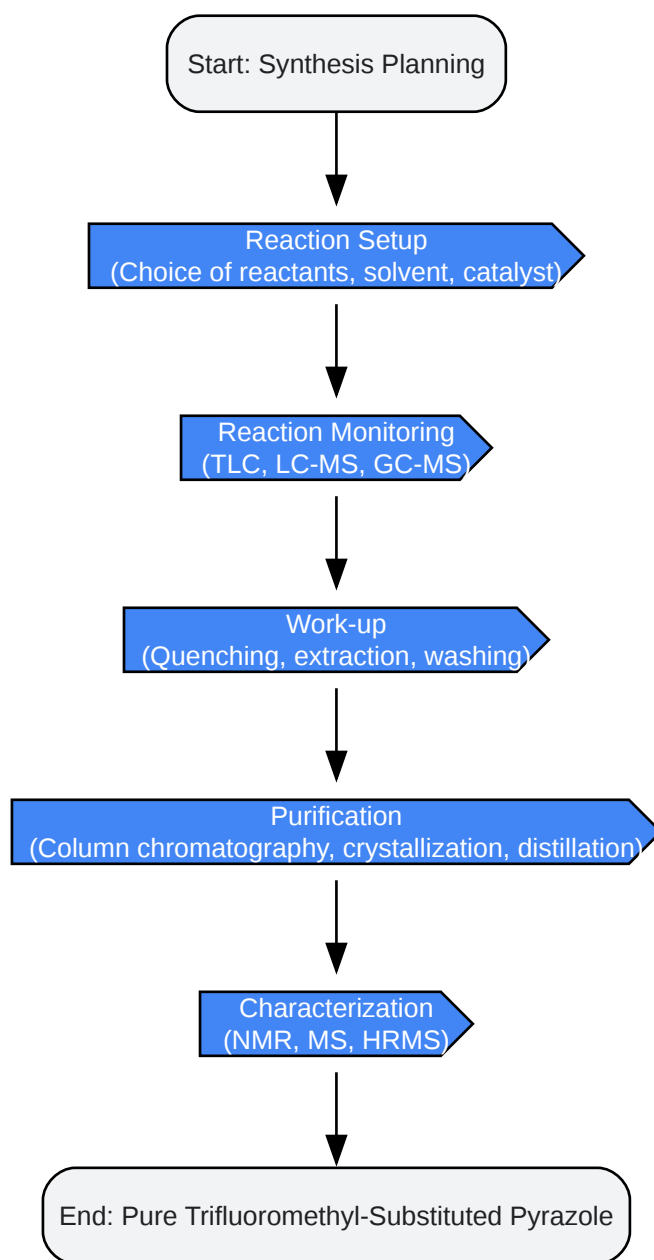 Start: Synthesis Planning
Reaction Setup
(Choice of reactants, solvent, catalyst)
Reaction Monitoring
(TLC, LC-MS, GC-MS)
Work-up
(Quenching, extraction, washing)
Purification
(Column chromatography, crystallization, distillation)
Characterization
(NMR, MS, HRMS)
End: Pure Trifluoromethyl-Substituted Pyrazole